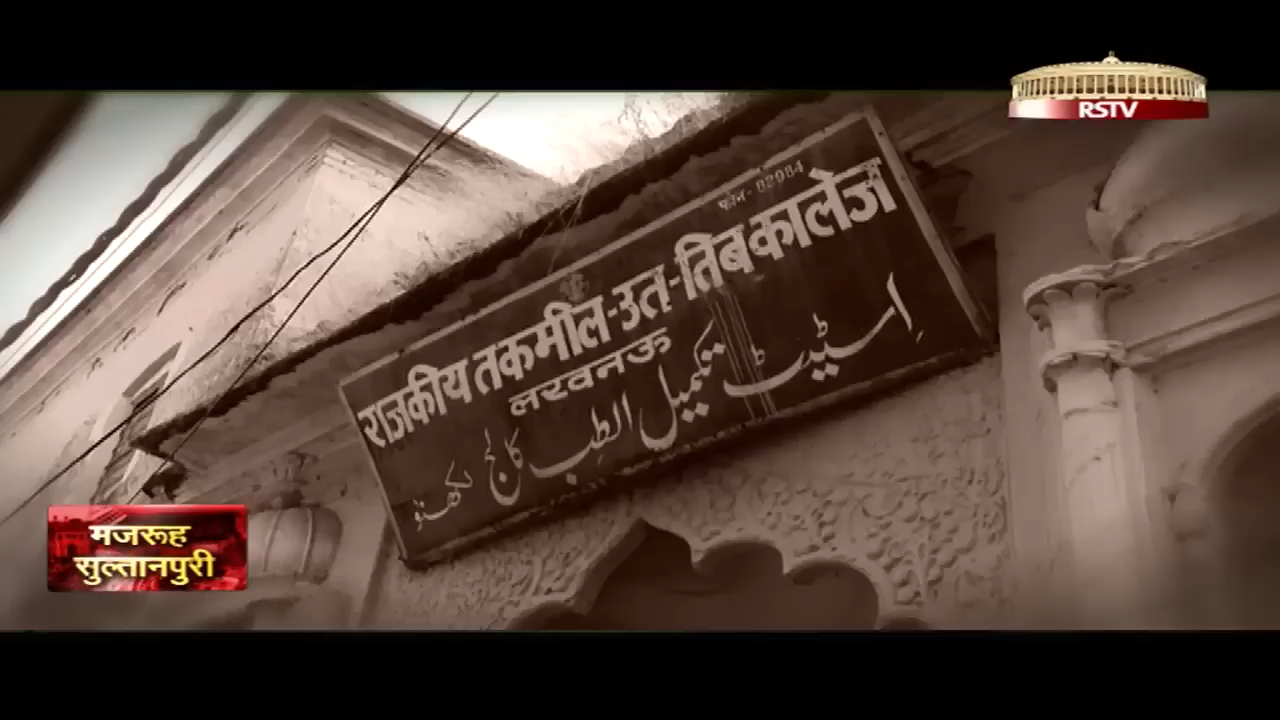 RSTV
फोन - 82984
राजकीय तकमील-उत-तिब कालेज
लखनऊ
اسٹیٹ تکمیل الطب کالج لکھنؤ
मजरूह
सुल्तानपुरी